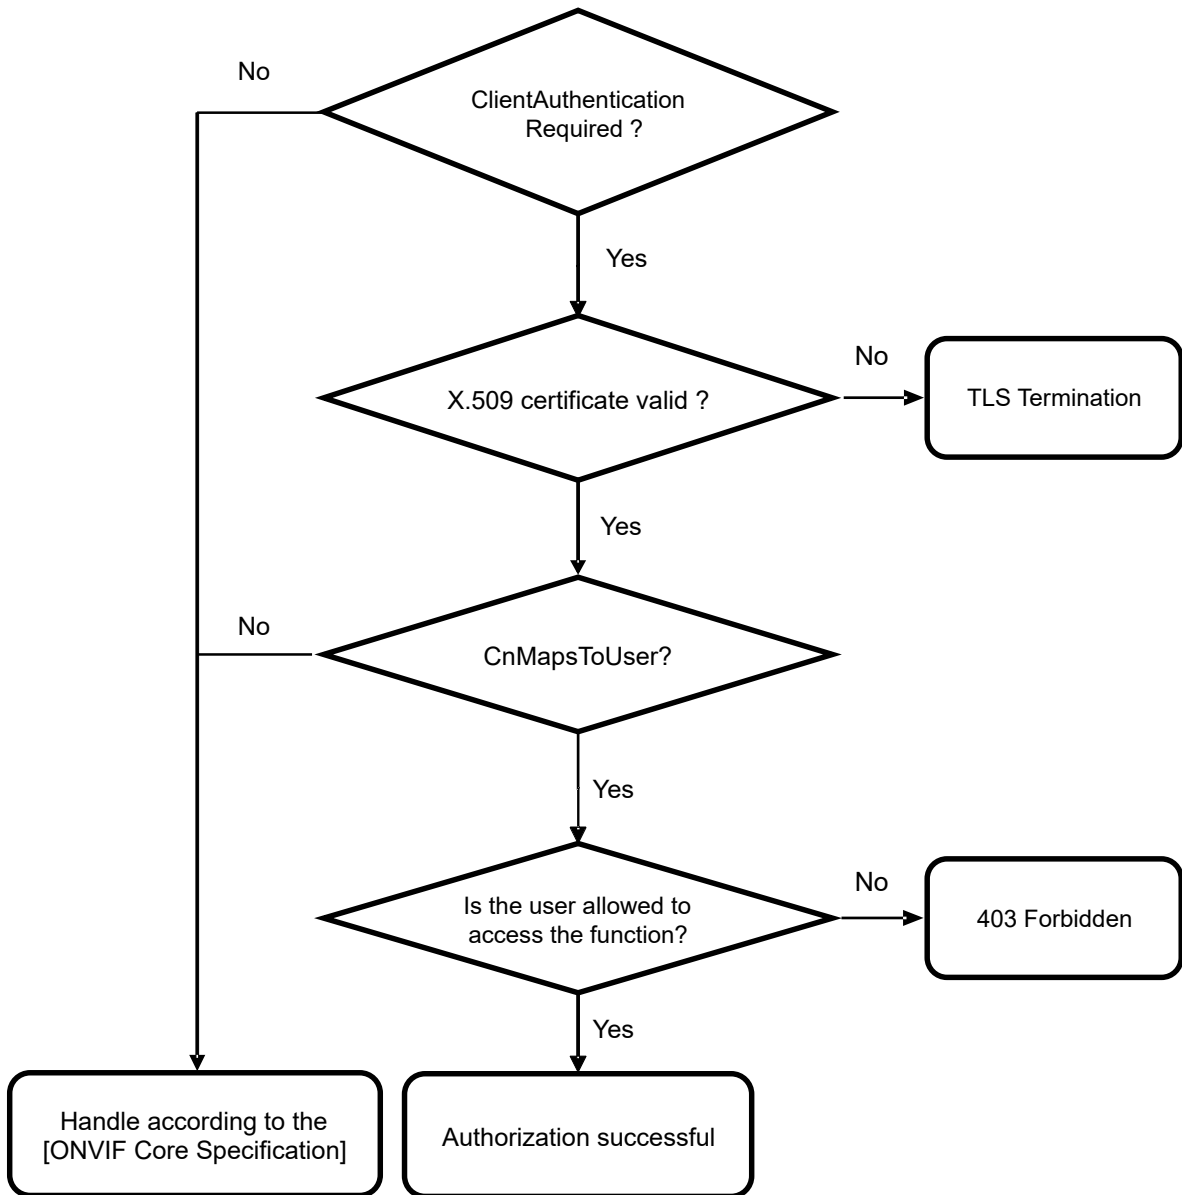 No
ClientAuthentication
Required ?
Yes
No
X.509 certificate valid ?
TLS Termination
Yes
No
CnMapsToUser?
Yes
No
Is the user allowed to
access the function?
403 Forbidden
Yes
Handle according to the
[ONVIF Core Specification]
Authorization successful